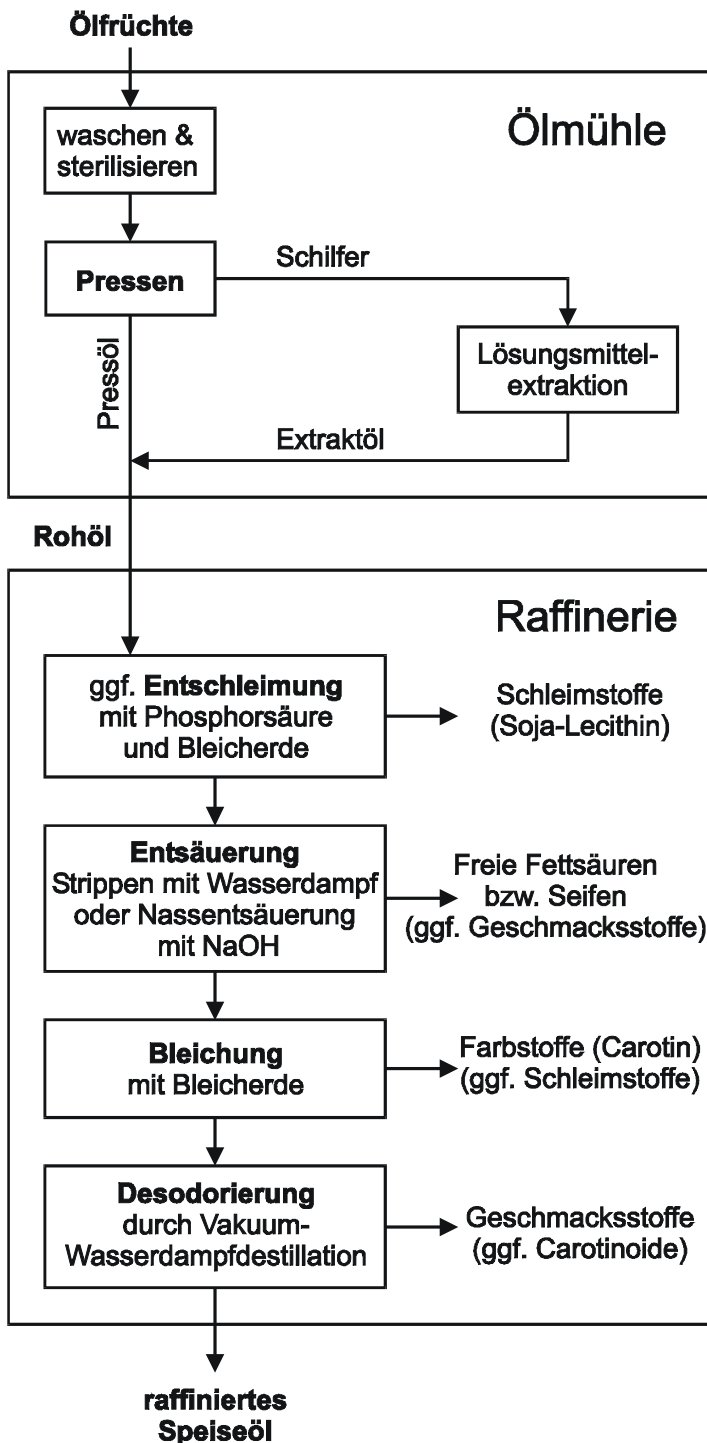 Ölfrüchte
Ölmühle
waschen &
sterilisieren
Pressen
Schilfer
Pressöl
Lösungsmittel-
extraktion
Extraktöl
Rohöl
Raffinerie
ggf. Entschleimung
mit Phosphorsäure
und Bleicherde
Schleimstoffe
(Soja-Lecithin)
Entsäuerung
Strippen mit Wasserdampf
oder Nassentsäuerung
mit NaOH
Freie Fettsäuren
bzw. Seifen
(ggf. Geschmacksstoffe)
Bleichung
mit Bleicherde
Farbstoffe (Carotin)
(ggf. Schleimstoffe)
Desodorierung
durch Vakuum-
Wasserdampfdestillation
Geschmacksstoffe
(ggf. Carotinoide)
raffiniertes
Speiseöl